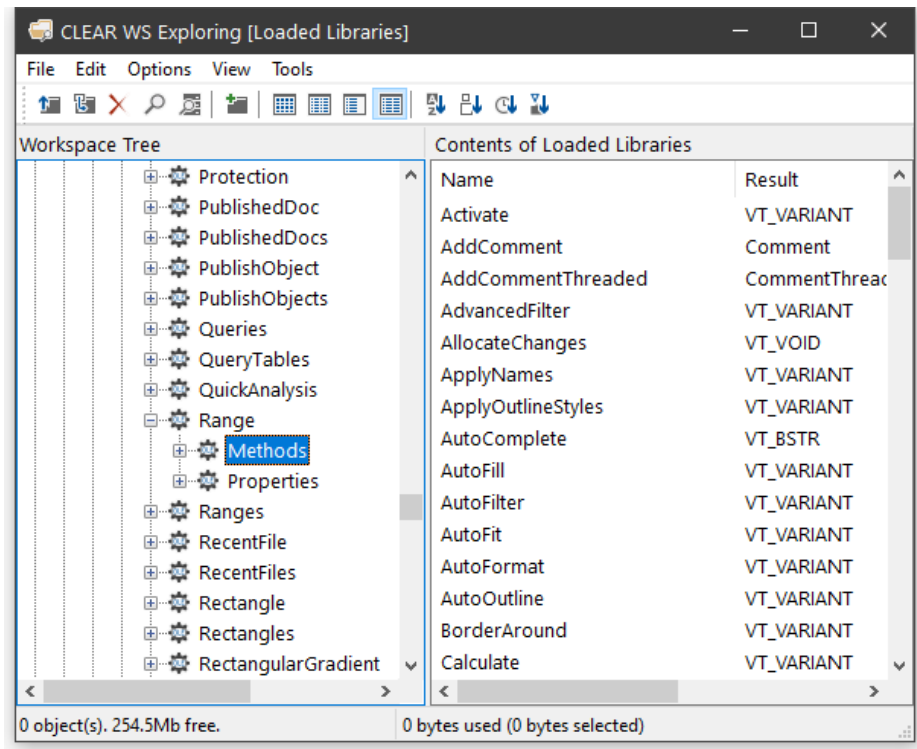 CLEAR WS Exploring [Loaded Libraries]
File Edit Options View Tools
Workspace Tree
Protection
PublishedDoc
PublishedDocs
PublishObject
PublishObjects
Queries
QueryTables
QuickAnalysis
Range
Methods
Properties
Ranges
RecentFile
RecentFiles
Rectangle
Rectangles
RectangularGradient
Contents of Loaded Libraries
Name Result
Activate VT_VARIANT
AddComment Comment
AddCommentThreaded CommentThreac
AdvancedFilter VT_VARIANT
AllocateChanges VT_VOID
ApplyNames VT_VARIANT
ApplyOutlineStyles VT_VARIANT
AutoComplete VT_BSTR
AutoFill VT_VARIANT
AutoFilter VT_VARIANT
AutoFit VT_VARIANT
AutoFormat VT_VARIANT
AutoOutline VT_VARIANT
BorderAround VT_VARIANT
Calculate VT_VARIANT
0 object(s). 254.5Mb free.
0 bytes used (0 bytes selected)